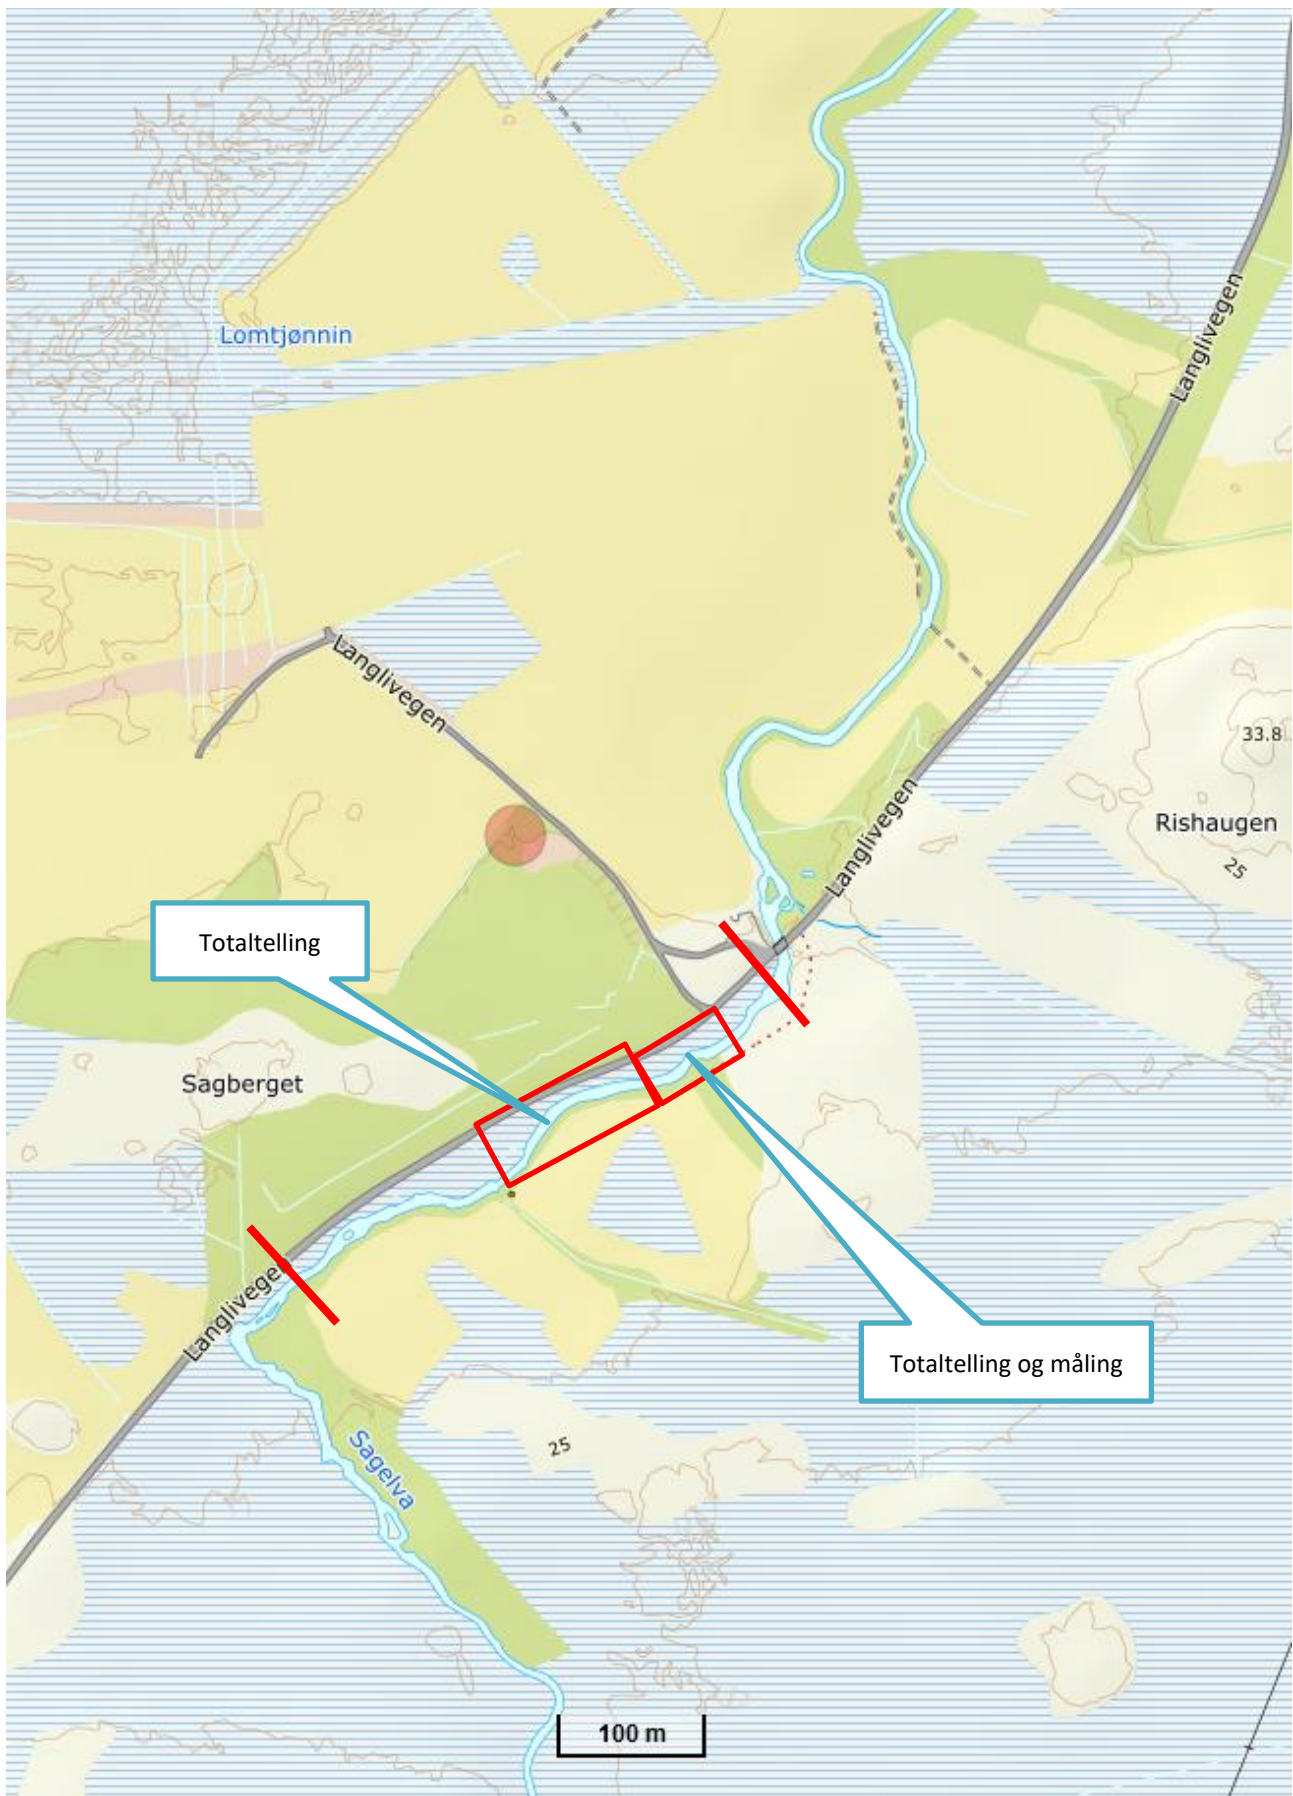 Langlivegen
Lomtjønnin
Langlivegen
33.8
Rishaugen
25
Langlivegen
Totaltelling
Sagberget
Langlivegen
Totaltelling og måling
25
Sagelva
100 m